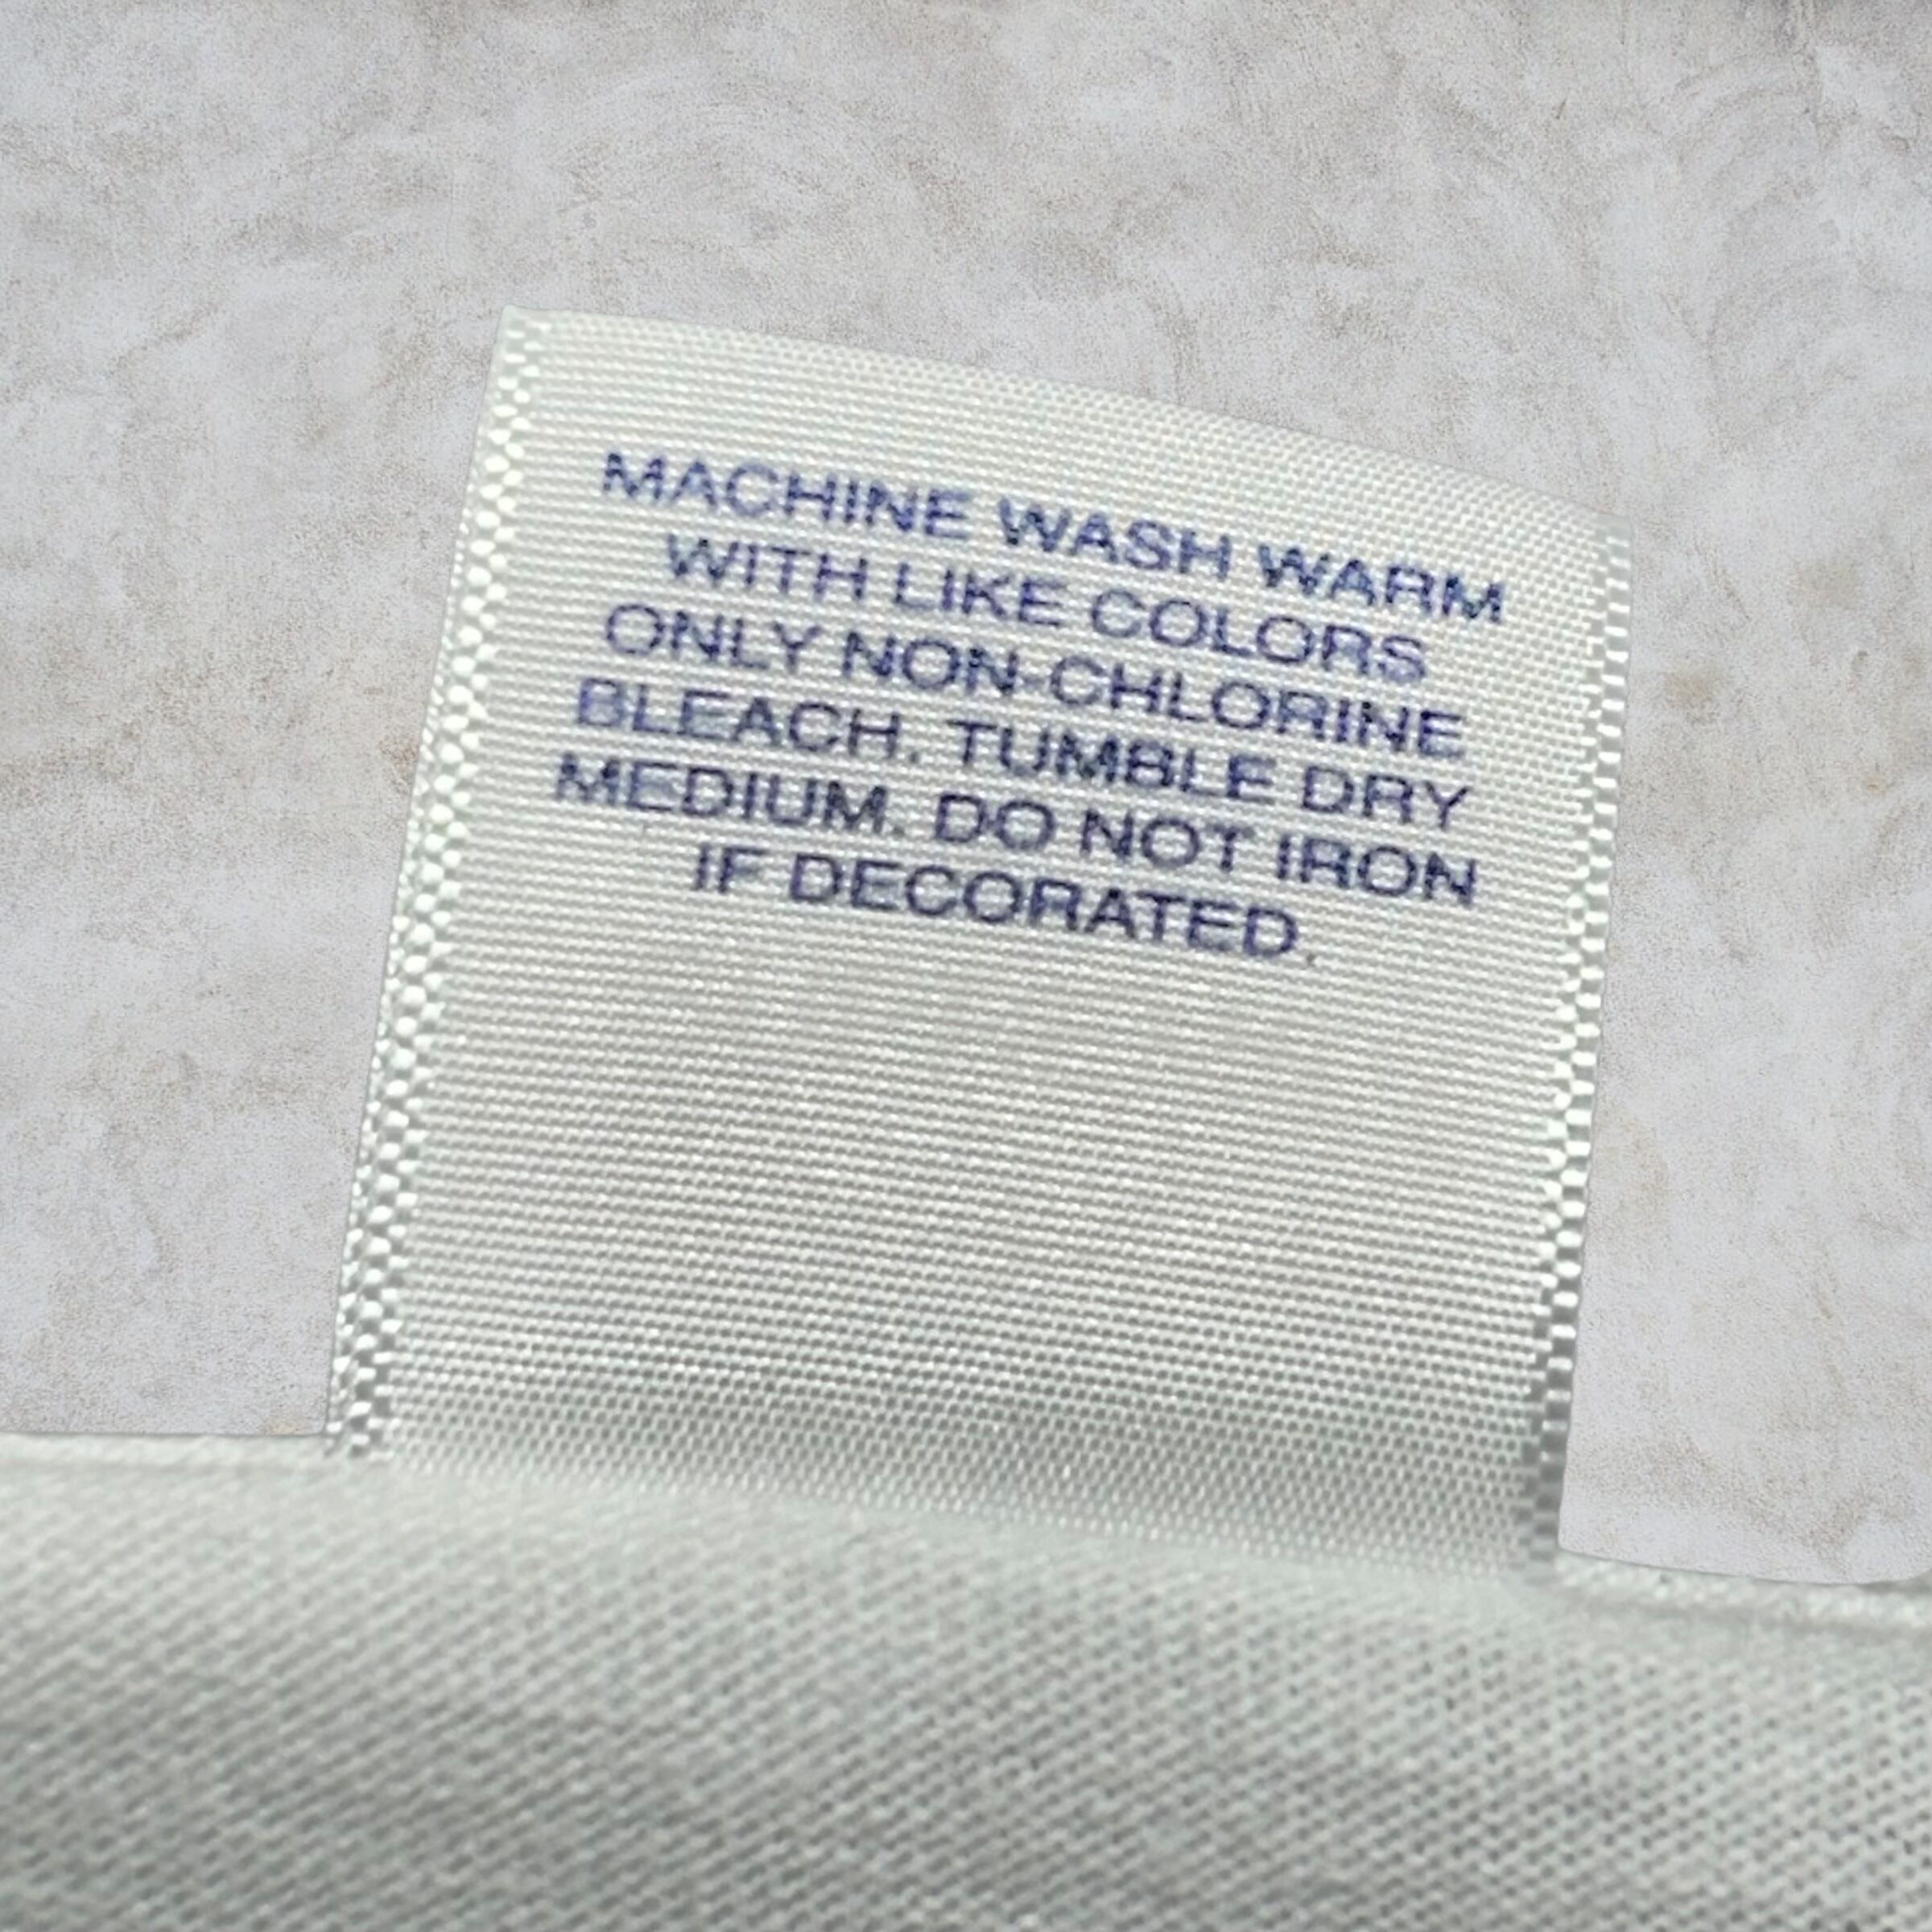 MACHINE WASH WARM
WITH LIKE COLORS
ONLY NON-CHLORINE
BLEACH. TUMBLE DRY
MEDIUM. DO NOT IRON
IF DECORATED.